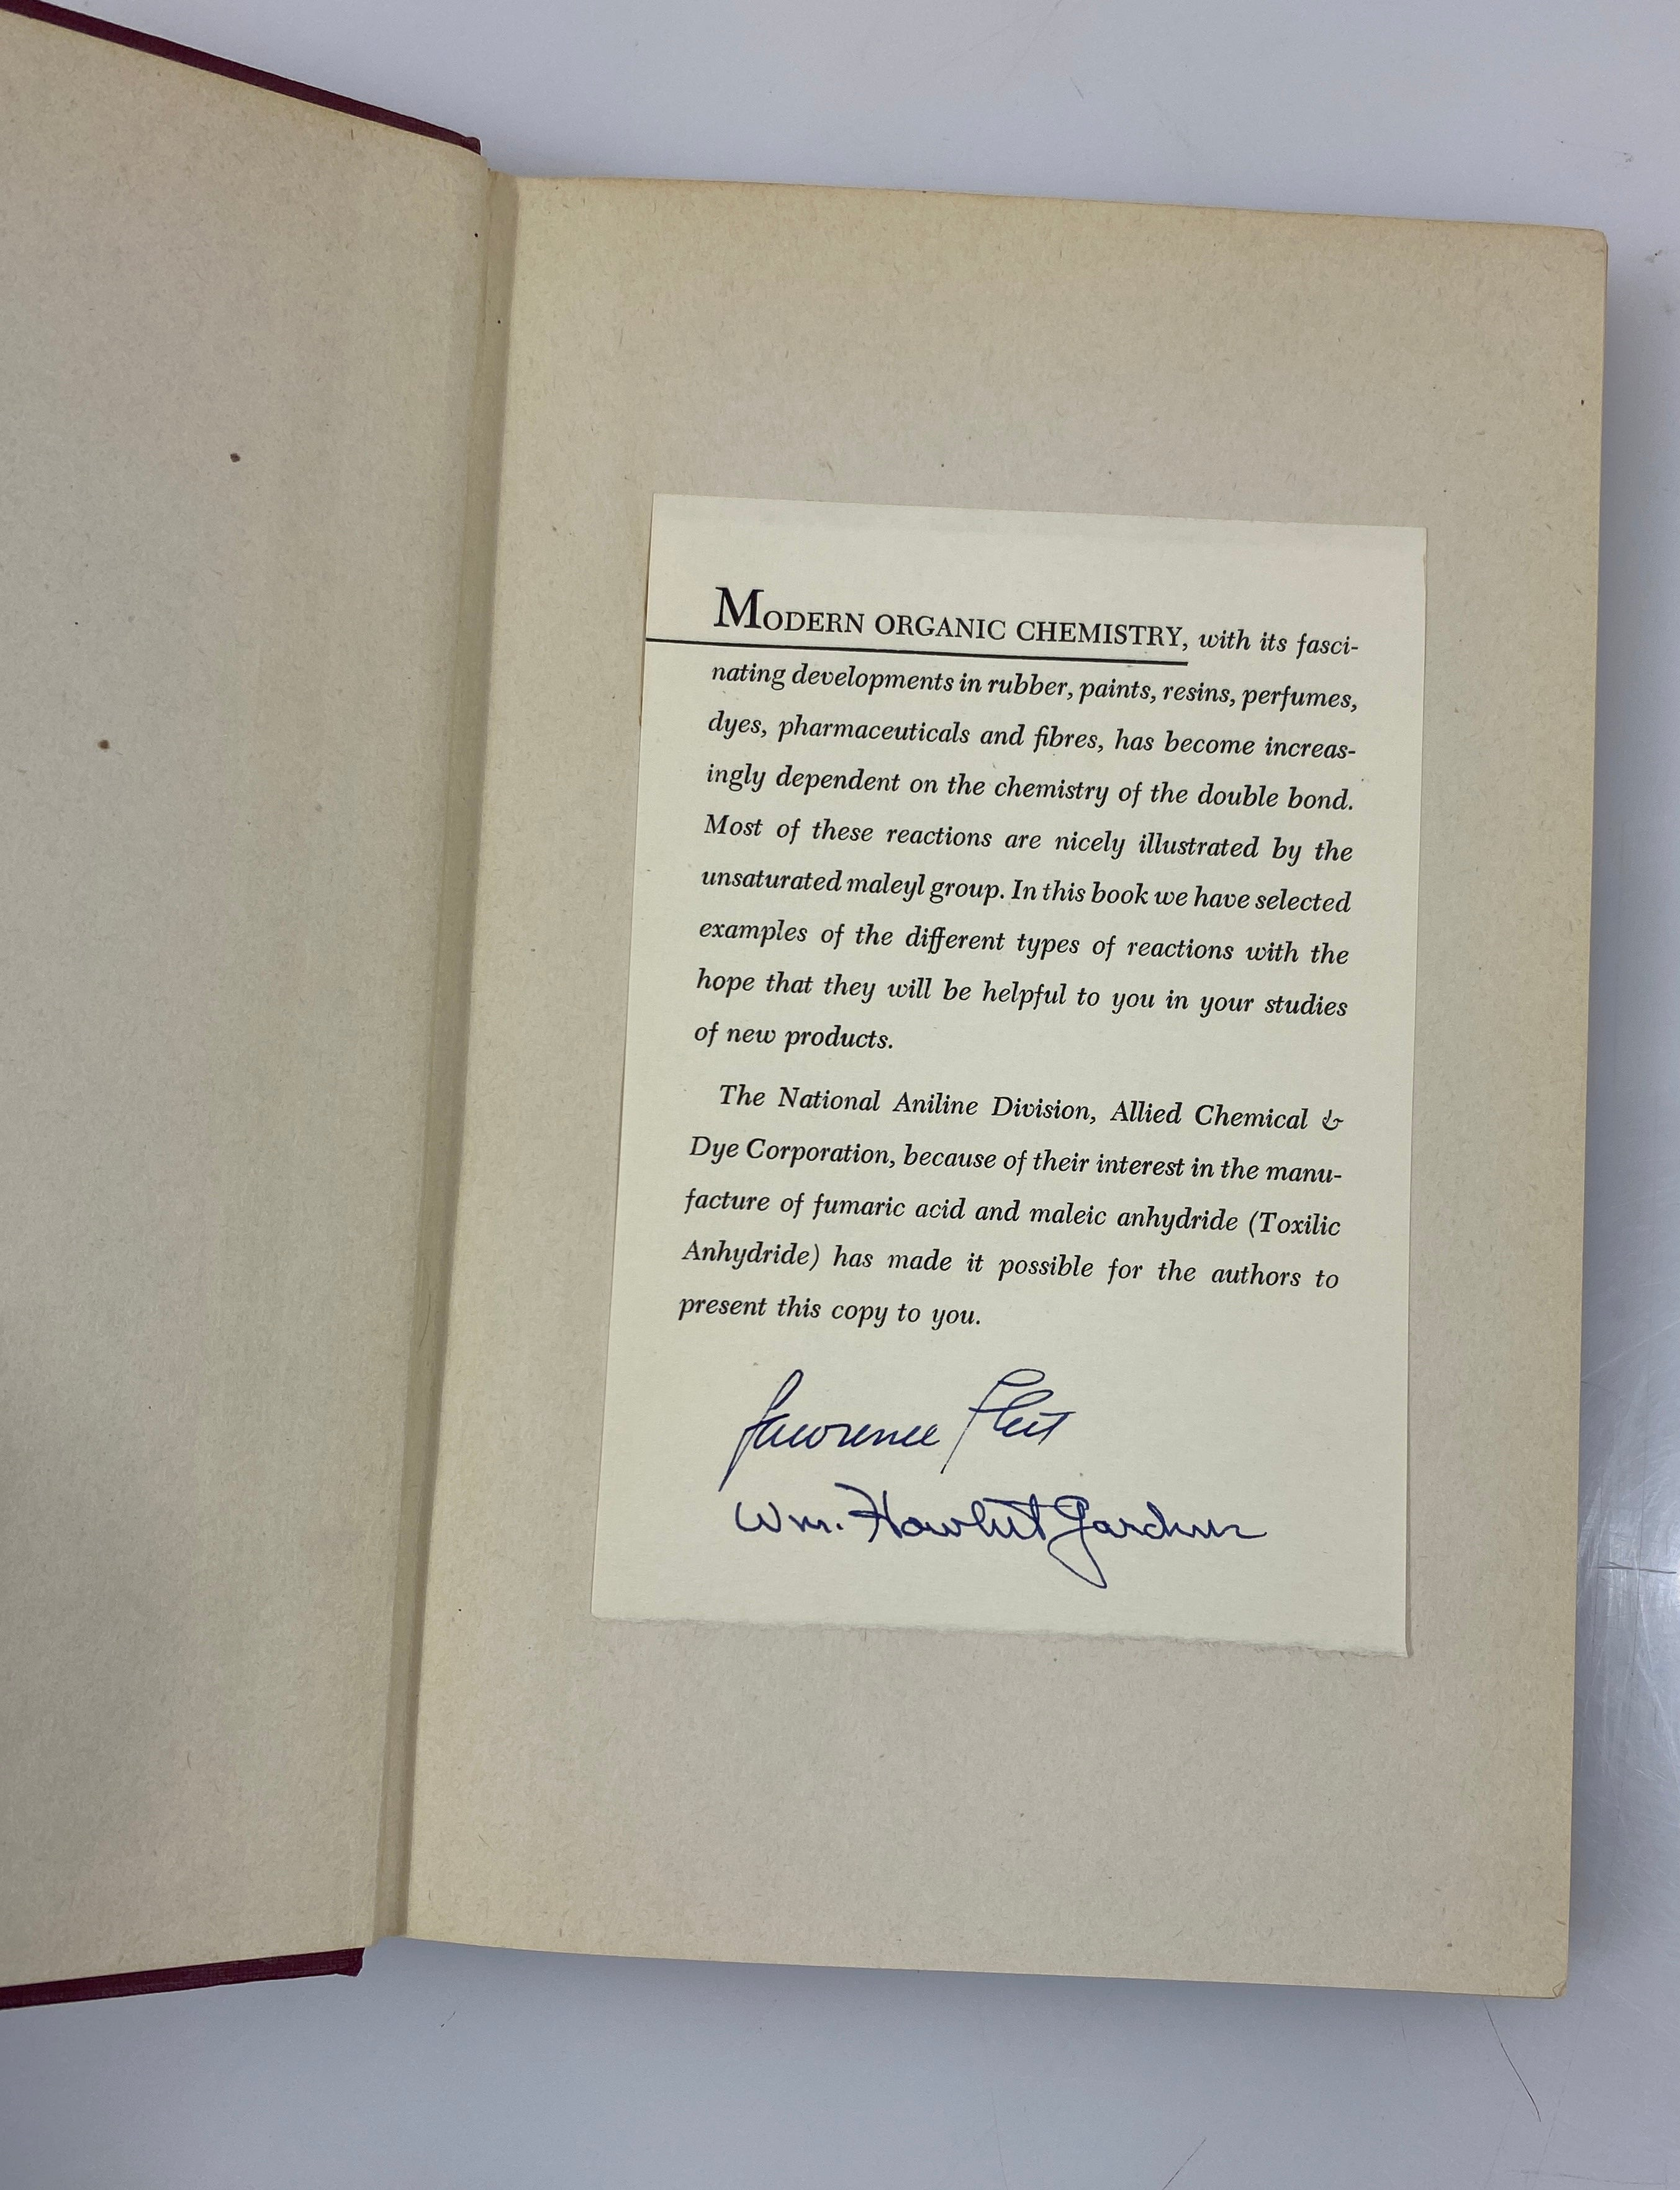 MODERN ORGANIC CHEMISTRY, with its fasci-
nating developments in rubber, paints, resins, perfumes,
dyes, pharmaceuticals and fibres, has become increas-
ingly dependent on the chemistry of the double bond.
Most of these reactions are nicely illustrated by the
unsaturated maleyl group. In this book we have selected
examples of the different types of reactions with the
hope that they will be helpful to you in your studies
of new products.
The National Aniline Division, Allied Chemical &
Dye Corporation, because of their interest in the manu-
facture of fumaric acid and maleic anhydride (Toxilic
Anhydride) has made it possible for the authors to
present this copy to you.
Lawrence Flett
Wm. Howlett Gardner